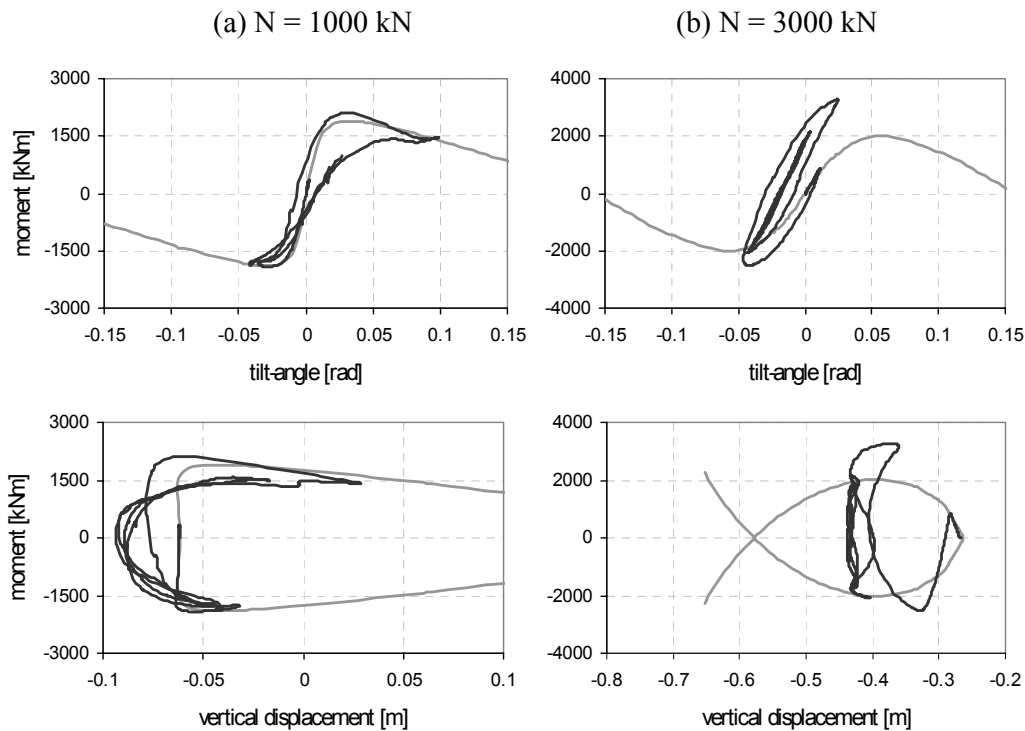 (a) N = 1000 kN
(b) N = 3000 kN
3000
1500
0
-1500
-3000
moment [kNm]
-0.15 -0.1 -0.05 0 0.05 0.1 0.15
tilt-angle [rad]
4000
2000
0
-2000
-4000
-0.15 -0.1 -0.05 0 0.05 0.1 0.15
tilt-angle [rad]
3000
1500
0
-1500
-3000
moment [kNm]
-0.1 -0.05 0 0.05 0.1
vertical displacement [m]
4000
2000
0
-2000
-4000
-0.8 -0.7 -0.6 -0.5 -0.4 -0.3 -0.2
vertical displacement [m]